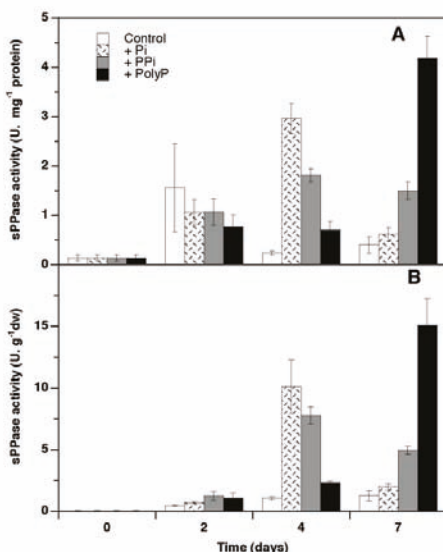 A
Control
+ Pi
+ PPi
+ PolyP
sPPase activity (U. mg⁻¹ protein)
5
4
3
2
1
0
B
sPPase activity (U. g⁻¹dw)
15
10
5
0
0 2 4 7
Time (days)